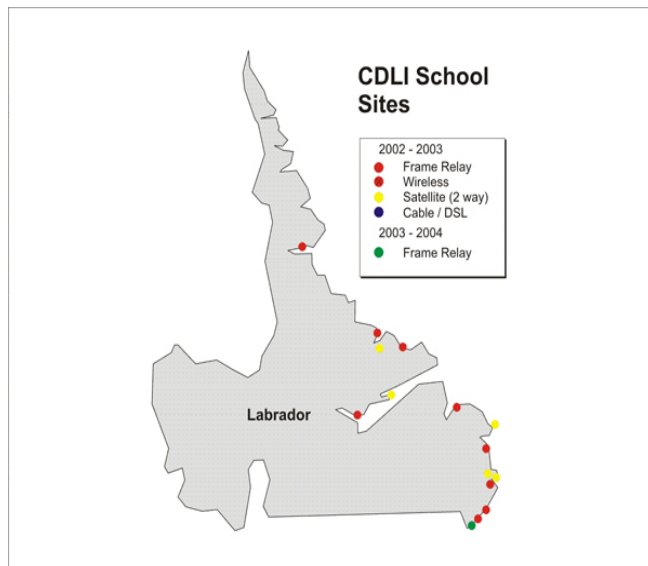 CDLI School
Sites
2002 - 2003
Frame Relay
Wireless
Satellite (2 way)
Cable / DSL
2003 - 2004
Frame Relay
Labrador